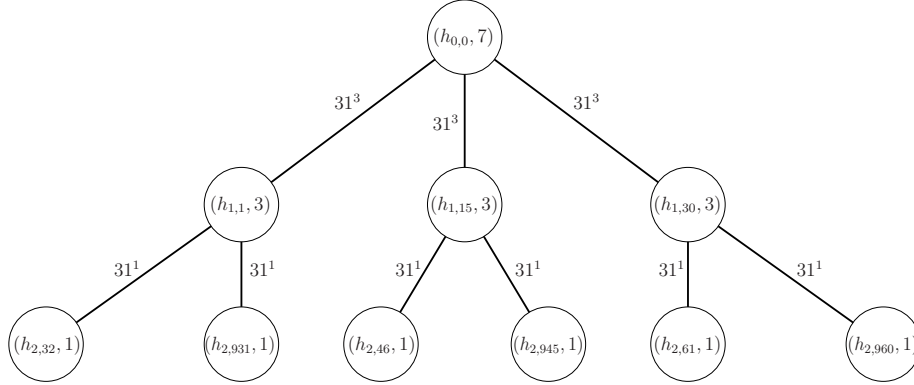 $(h_{0,0}, 7)$
$31^3$ $31^3$ $31^3$
$(h_{1,1}, 3)$ $(h_{1,15}, 3)$ $(h_{1,30}, 3)$
$31^1$ $31^1$ $31^1$ $31^1$ $31^1$ $31^1$
$(h_{2,32}, 1)$ $(h_{2,931}, 1)$ $(h_{2,46}, 1)$ $(h_{2,945}, 1)$ $(h_{2,61}, 1)$ $(h_{2,960}, 1)$